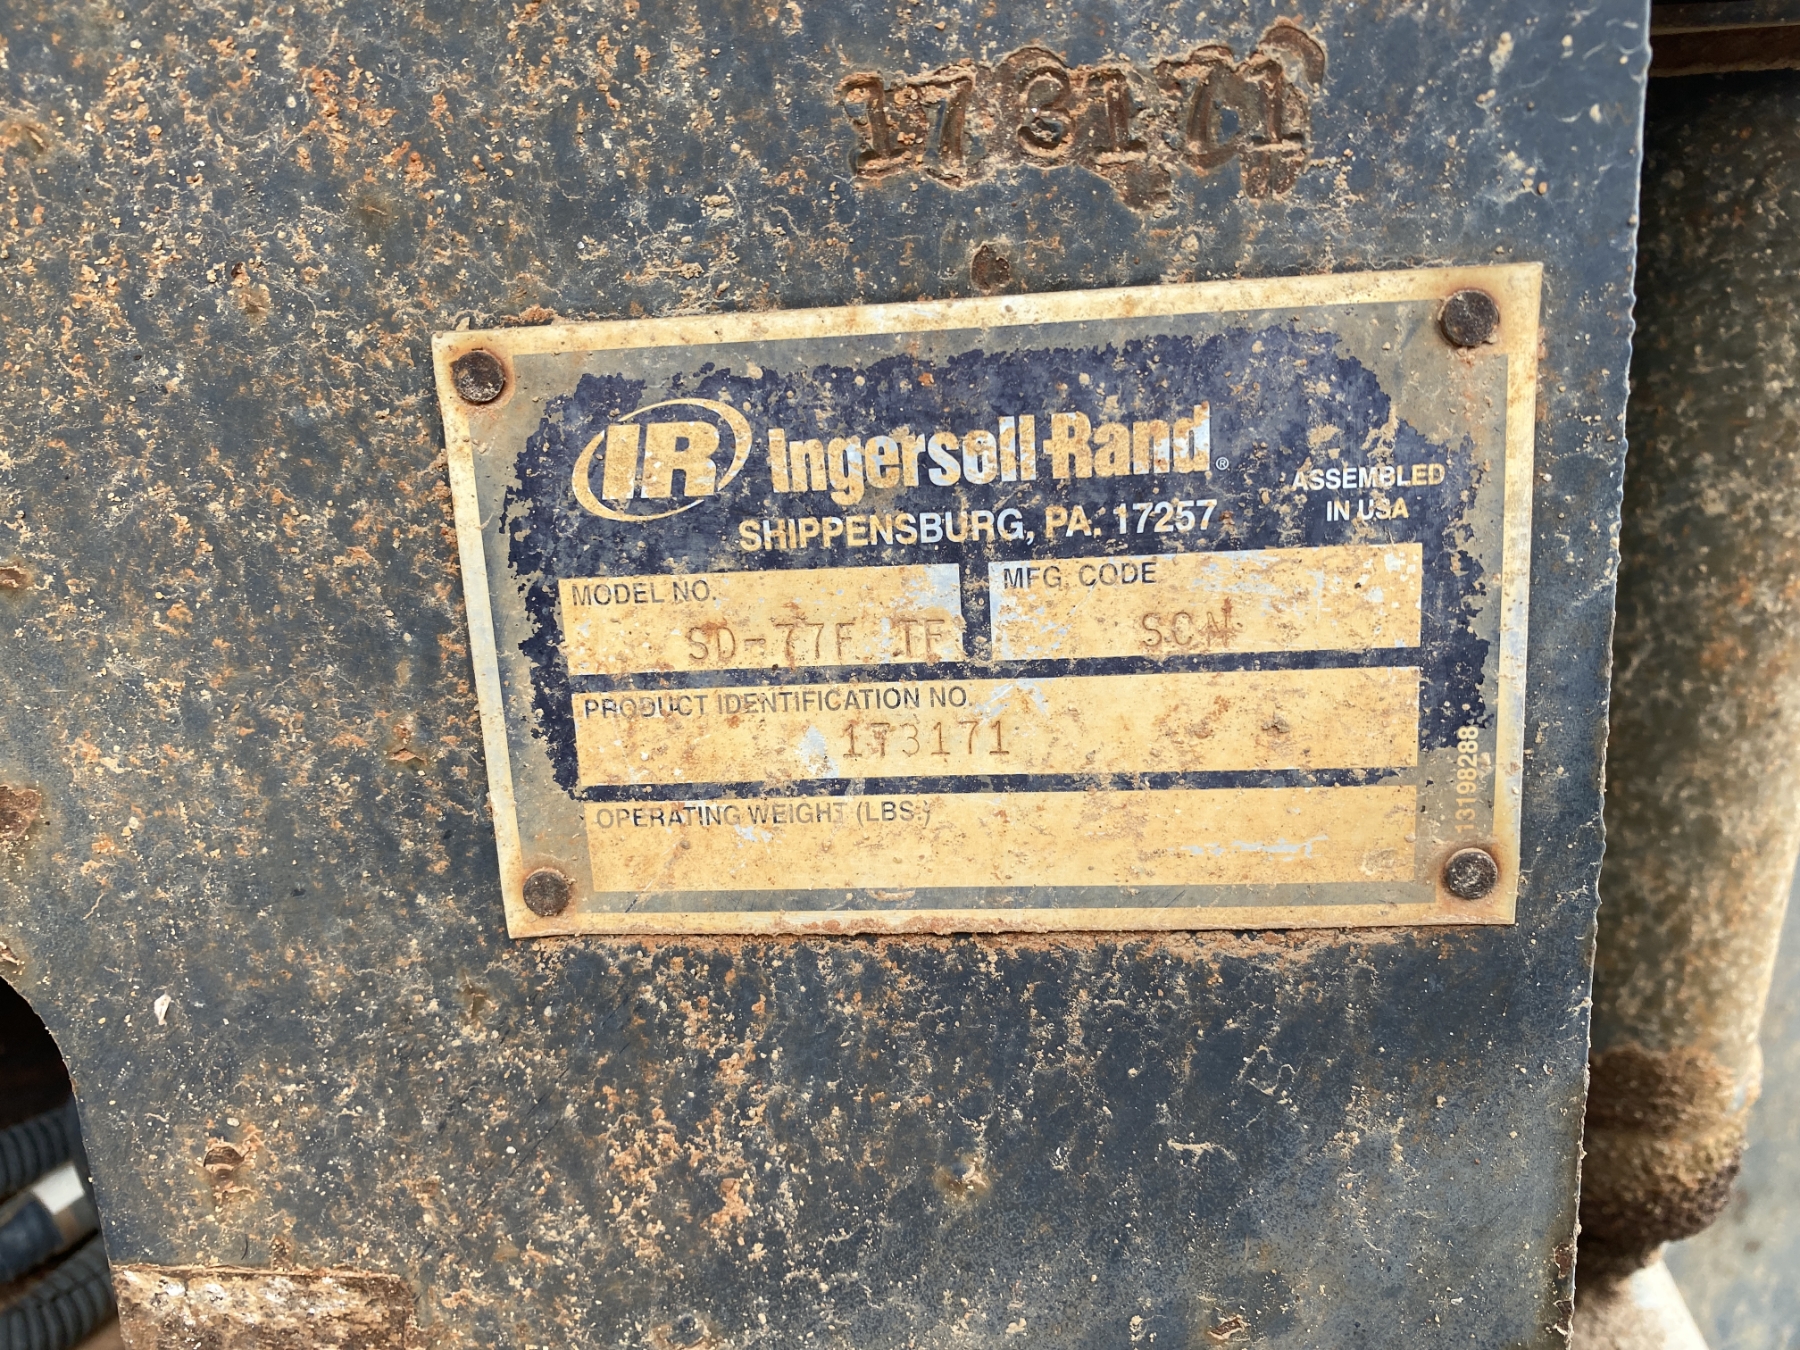 173171
IR Ingersoll-Rand®
ASSEMBLED
IN USA
SHIPPENSBURG, PA. 17257
MODEL NO.
SD-77F TF
MFG. CODE
SCN
PRODUCT IDENTIFICATION NO.
173171
OPERATING WEIGHT (LBS.)
13198288